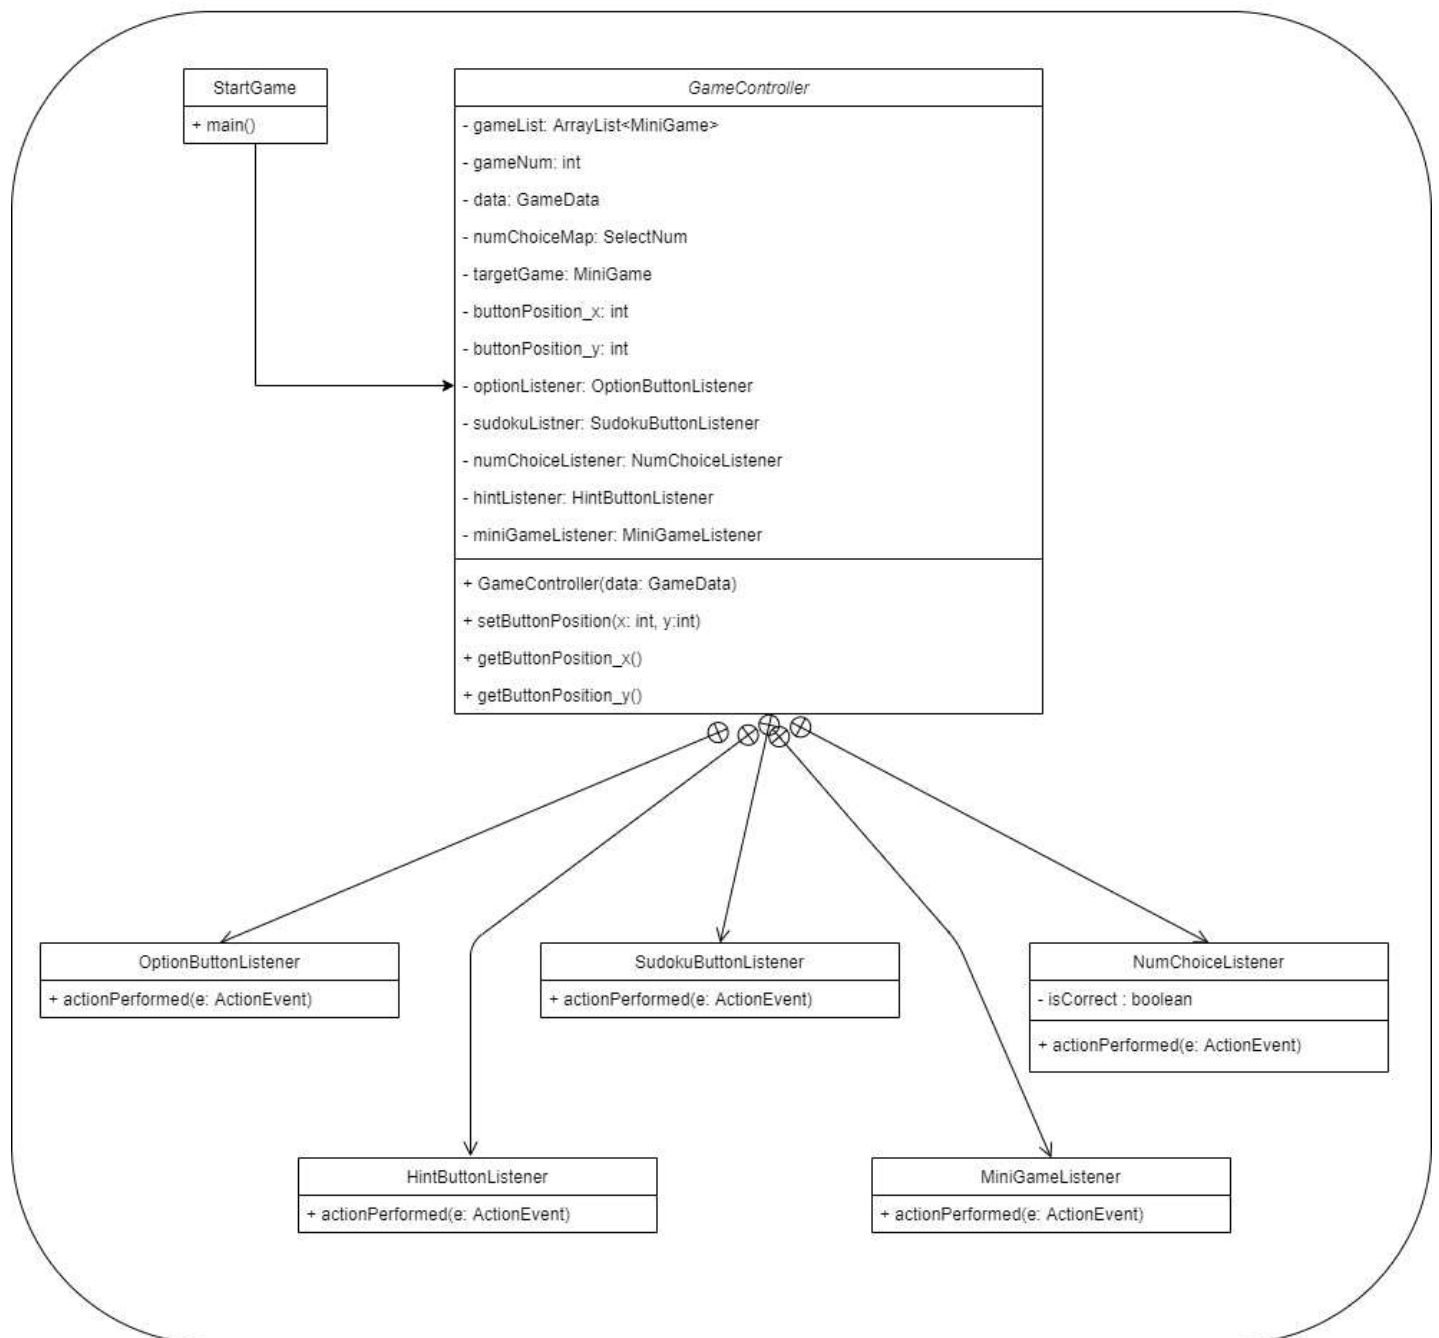 StartGame
+ main()
GameController
- gameList: ArrayList<MiniGame>
- gameNum: int
- data: GameData
- numChoiceMap: SelectNum
- targetGame: MiniGame
- buttonPosition_x: int
- buttonPosition_y: int
- optionListener: OptionButtonListener
- sudokuListner: SudokuButtonListener
- numChoiceListener: NumChoiceListener
- hintListener: HintButtonListener
- miniGameListener: MiniGameListener
+ GameController(data: GameData)
+ setButtonPosition(x: int, y:int)
+ getButtonPosition_x()
+ getButtonPosition_y()
OptionButtonListener
+ actionPerformed(e: ActionEvent)
SudokuButtonListener
+ actionPerformed(e: ActionEvent)
NumChoiceListener
- isCorrect : boolean
+ actionPerformed(e: ActionEvent)
HintButtonListener
+ actionPerformed(e: ActionEvent)
MiniGameListener
+ actionPerformed(e: ActionEvent)